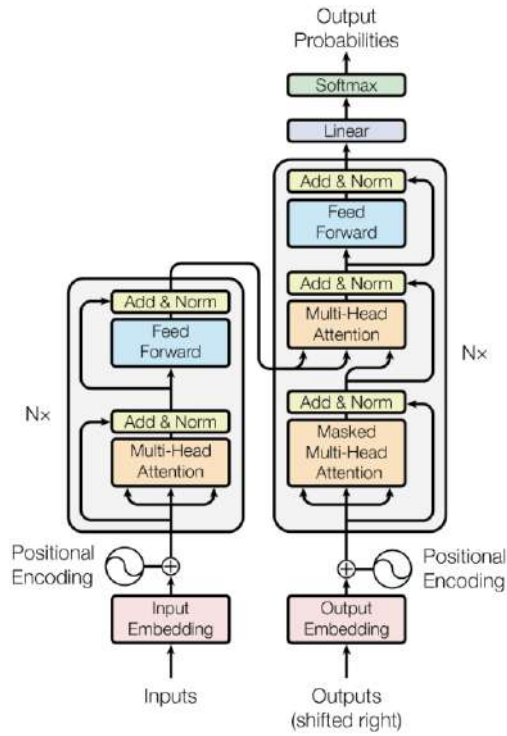 Output
Probabilities
Softmax
Linear
Add & Norm
Feed
Forward
Add & Norm
Multi-Head
Attention
Add & Norm
Masked
Multi-Head
Attention
Nx
Add & Norm
Feed
Forward
Add & Norm
Multi-Head
Attention
Nx
Positional
Encoding
Positional
Encoding
Input
Embedding
Output
Embedding
Inputs
Outputs
(shifted right)